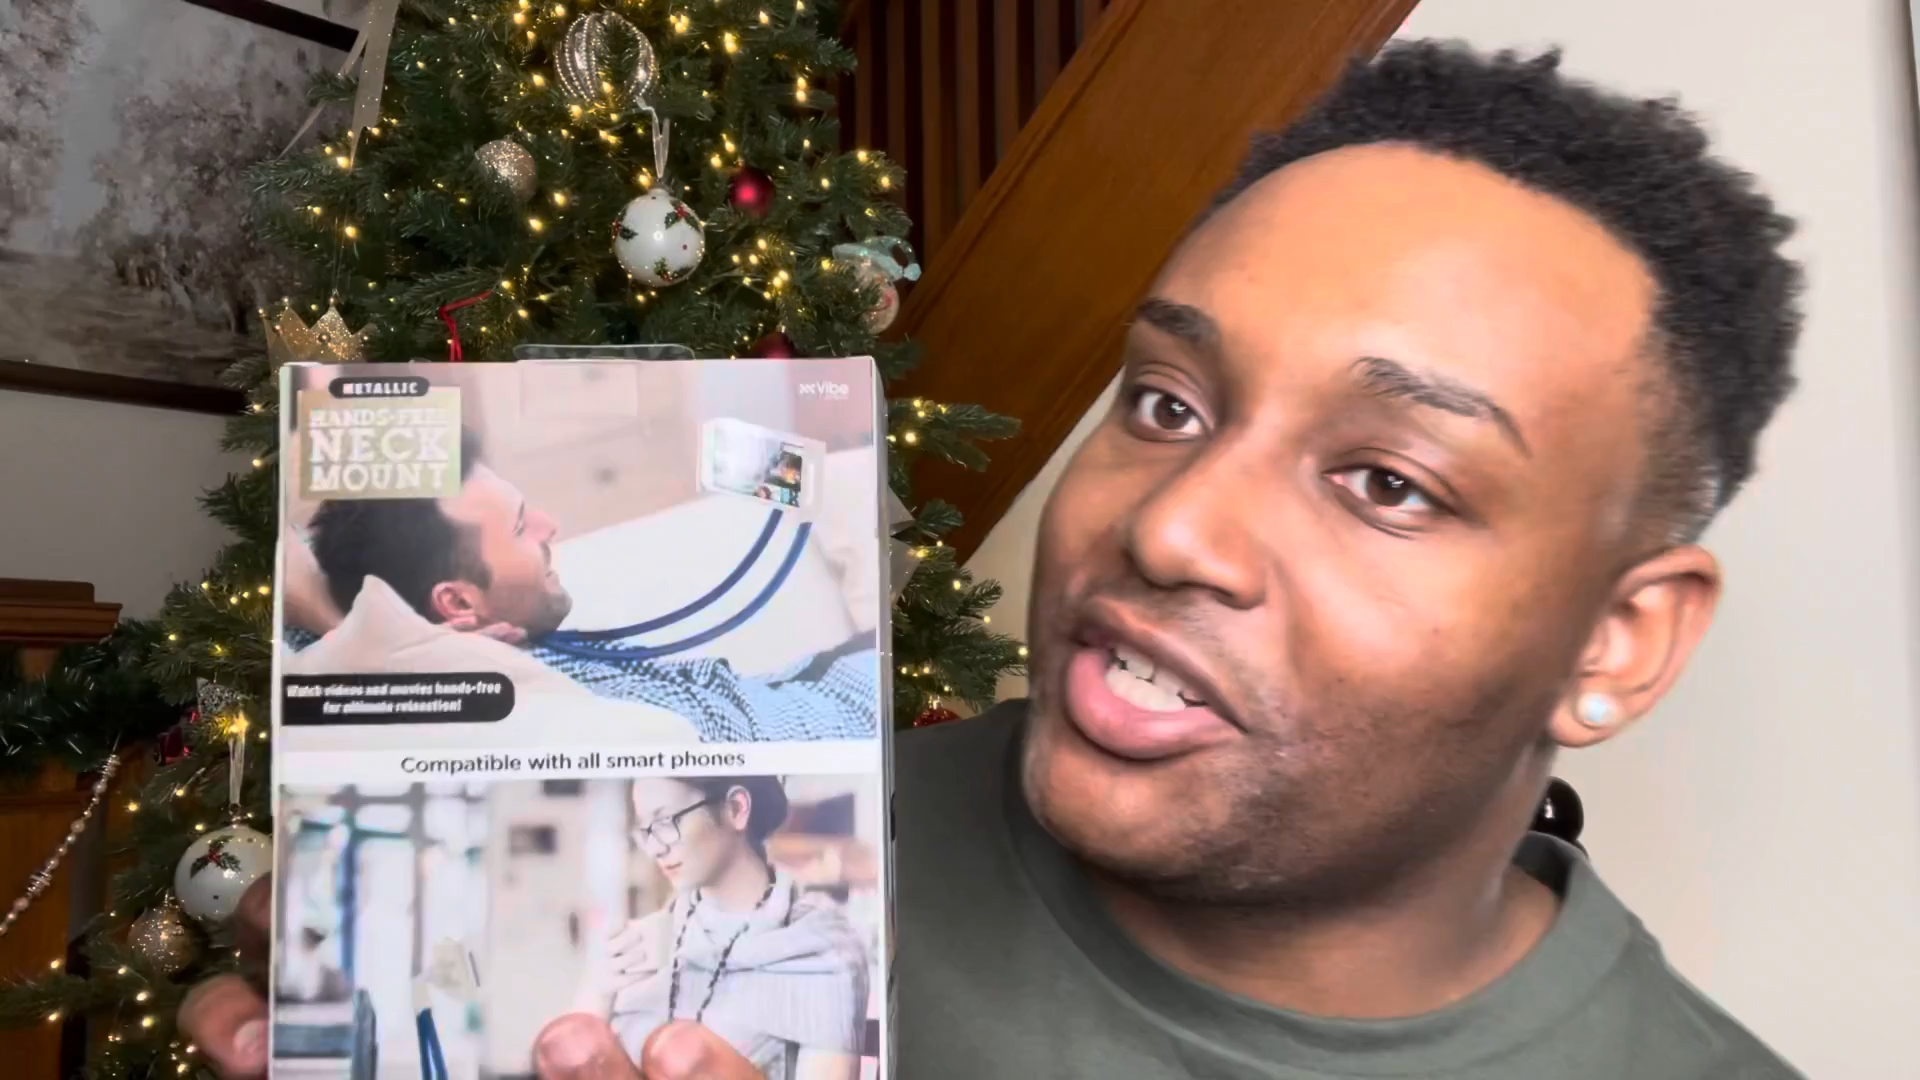 METALLIC
HANDS-FREE
NECK
MOUNT
Vibe
Watch videos and movies hands-free
for ultimate relaxation!
Compatible with all smart phones